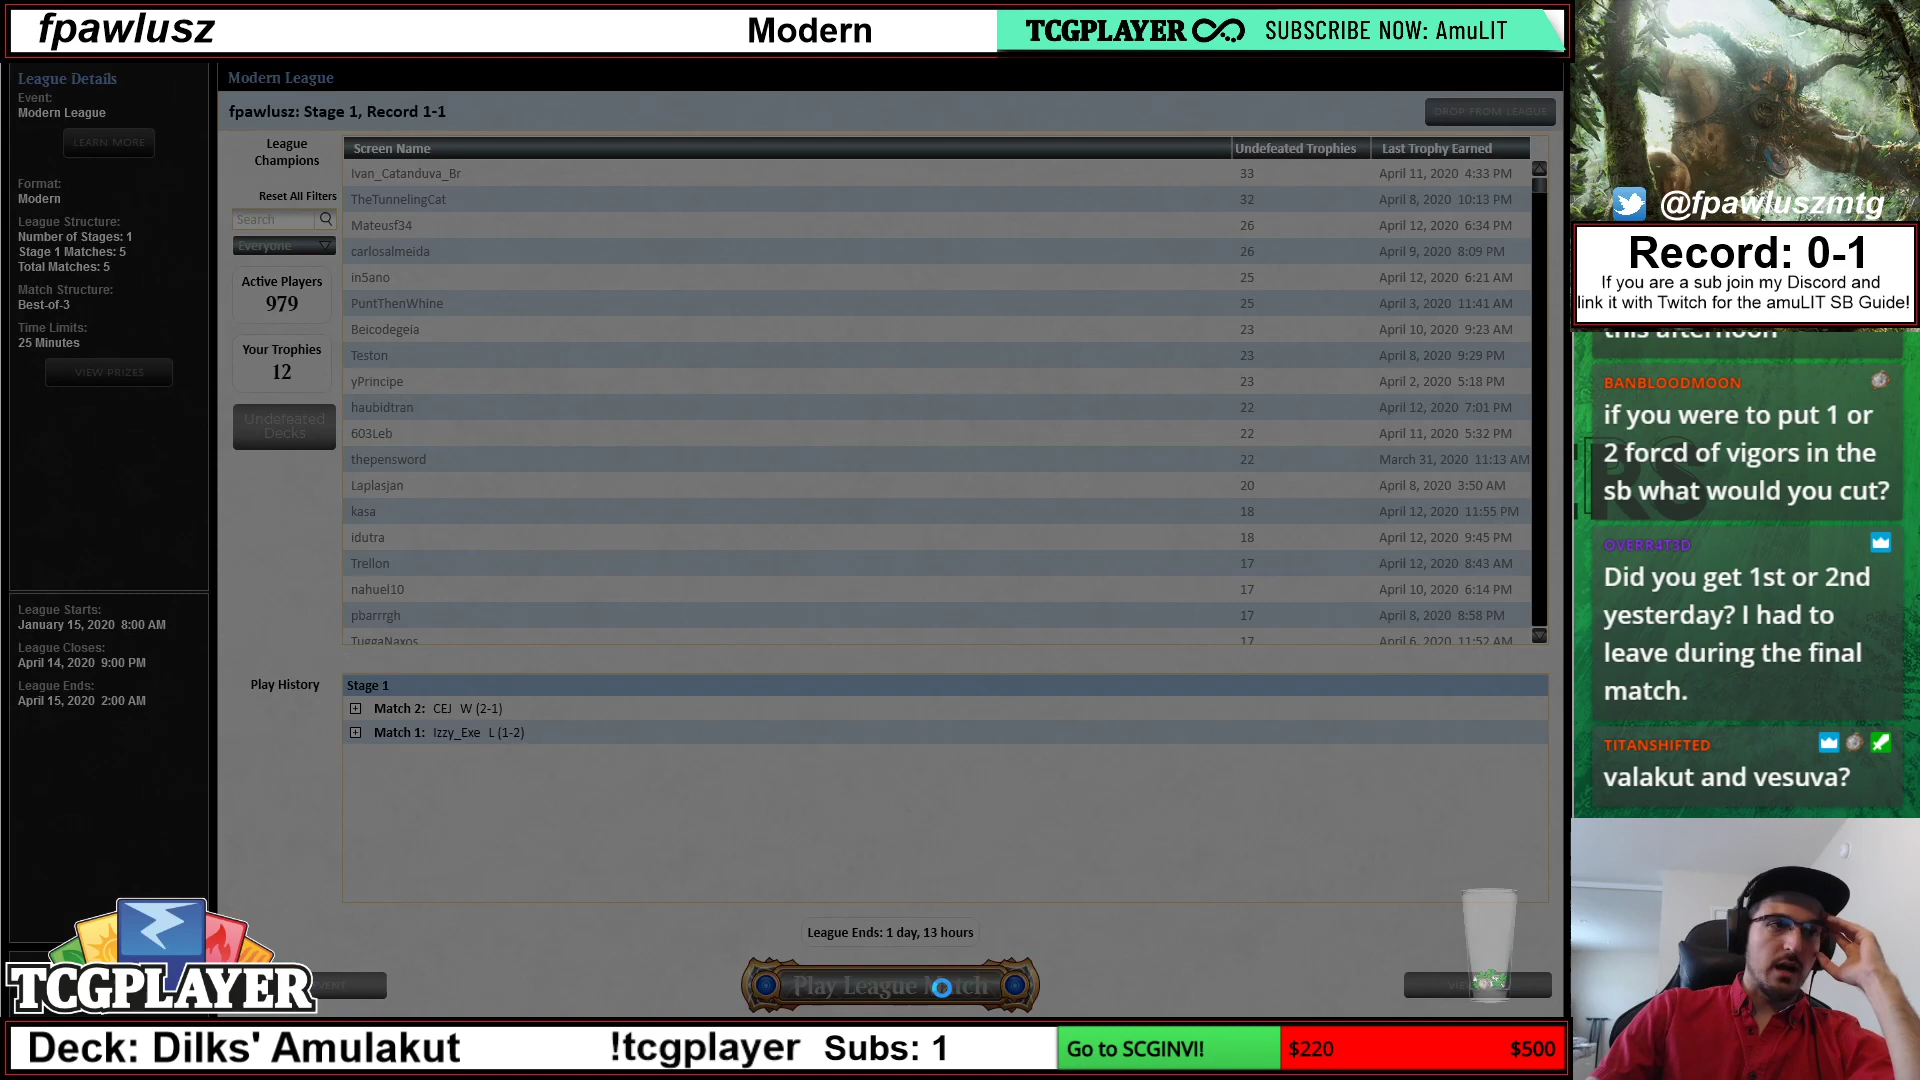 fpawlusz
Modern
TCGPLAYER SUBSCRIBE NOW: AmuLIT
League Details
Event:
Modern League
LEARN MORE
Format:
Modern
League Structure:
Number of Stages: 1
Stage 1 Matches: 5
Total Matches: 5
Match Structure:
Best-of-3
Time Limits:
25 Minutes
VIEW PRIZES
League Starts:
January 15, 2020 8:00 AM
League Closes:
April 14, 2020 9:00 PM
League Ends:
April 15, 2020 2:00 AM
Modern League
fpawlusz: Stage 1, Record 1-1
DROP FROM LEAGUE
League
Champions
Reset All Filters
Search
Everyone
Active Players
979
Your Trophies
12
Undefeated
Decks
Screen Name Undefeated Trophies Last Trophy Earned
Ivan_Catanduva_Br 33 April 11, 2020 4:33 PM
TheTunnelingCat 32 April 8, 2020 10:13 PM
Mateusf34 26 April 12, 2020 6:34 PM
carlosalmeida 26 April 9, 2020 8:09 PM
in5ano 25 April 12, 2020 6:21 AM
PuntThenWhine 25 April 3, 2020 11:41 AM
Beicodegeia 23 April 10, 2020 9:23 AM
Teston 23 April 8, 2020 9:29 PM
yPrincipe 23 April 2, 2020 5:18 PM
haubidtran 22 April 12, 2020 7:01 PM
603Leb 22 April 11, 2020 5:32 PM
thepensword 22 March 31, 2020 11:13 AM
Laplasjan 20 April 8, 2020 3:50 AM
kasa 18 April 12, 2020 11:55 PM
idutra 18 April 12, 2020 9:45 PM
Trellon 17 April 12, 2020 8:43 AM
nahuel10 17 April 10, 2020 6:14 PM
pbarrrgh 17 April 8, 2020 8:58 PM
TuggaNaxos 17 April 6, 2020 11:52 AM
Play History
Stage 1
Match 2: CEJ W (2-1)
Match 1: Izzy_Exe L (1-2)
League Ends: 1 day, 13 hours
Play League Match
TCGPLAYER
@fpawluszmtg
Record: 0-1
If you are a sub join my Discord and
link it with Twitch for the amuLIT SB Guide!
this afternoon
BANBLOODMOON
if you were to put 1 or
2 forcd of vigors in the
sb what would you cut?
OVERR4T3D
Did you get 1st or 2nd
yesterday? I had to
leave during the final
match.
TITANSHIFTED
valakut and vesuva?
Deck: Dilks' Amulakut
!tcgplayer Subs: 1
Go to SCGINVI!
$220 $500